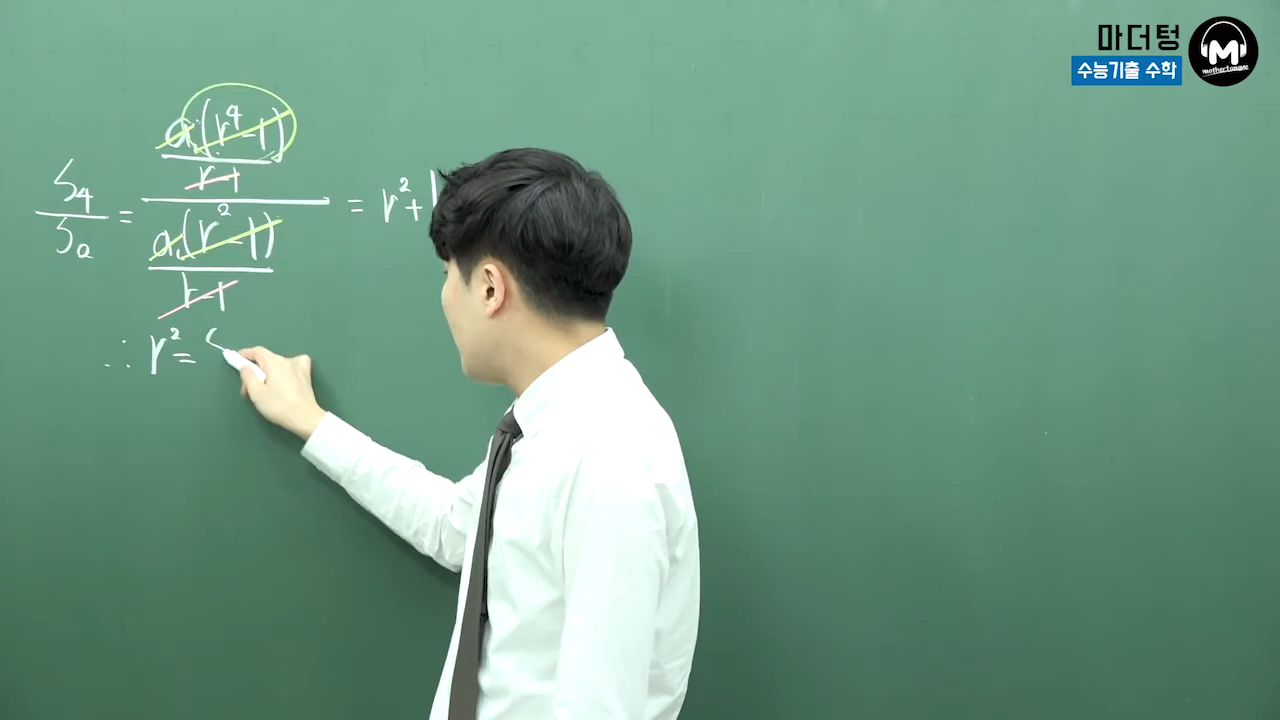 마더텅
수능기출 수학
M
mothertongue
a₁(r⁴-1)
r-1
S₄/S₂ = = r²+1
a₁(r²-1)
r-1
∴ r² =